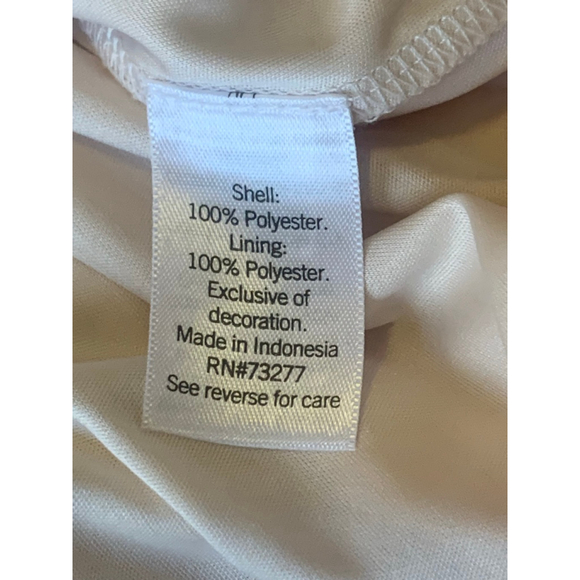 Shell:
100% Polyester.
Lining:
100% Polyester.
Exclusive of
decoration.
Made in Indonesia
RN#73277
See reverse for care